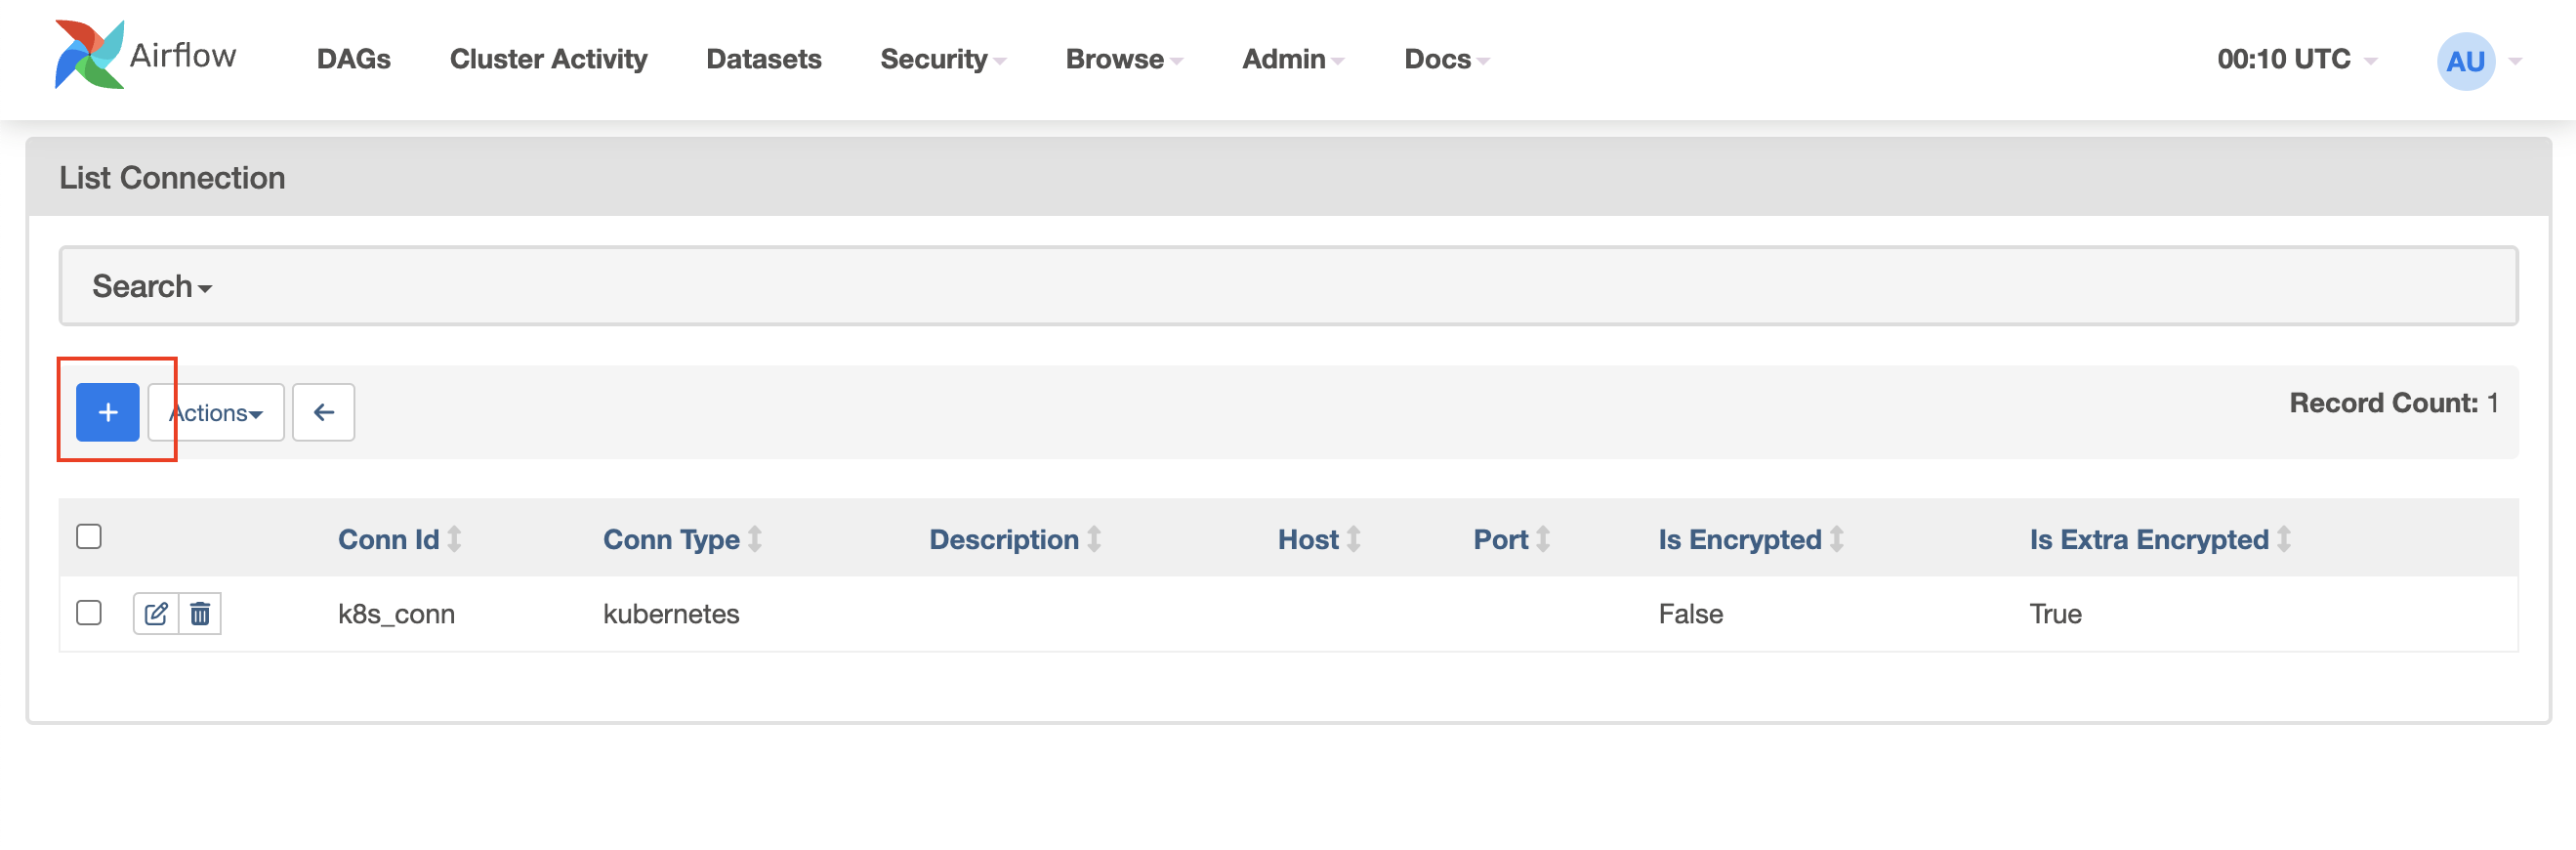 Airflow DAGs Cluster Activity Datasets Security Browse Admin Docs 00:10 UTC AU
List Connection
Search
+ Actions Record Count: 1
Conn Id Conn Type Description Host Port Is Encrypted Is Extra Encrypted
k8s_conn kubernetes False True